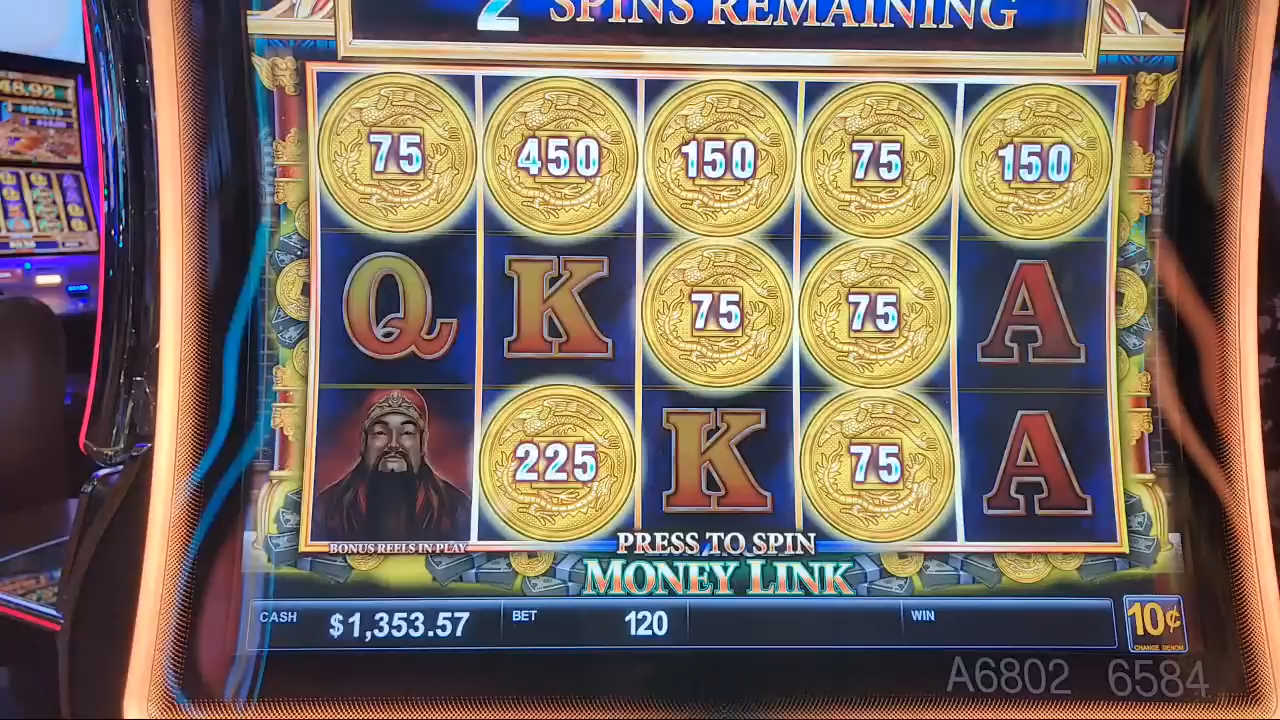 2 SPINS REMAINING
75 450 150 75 150
Q K 75 75 A
225 K 75 A
BONUS REELS IN PLAY
PRESS TO SPIN
MONEY LINK
CASH $1,353.57 BET 120 WIN 10¢
CHANGE DENOM
A6802 6584